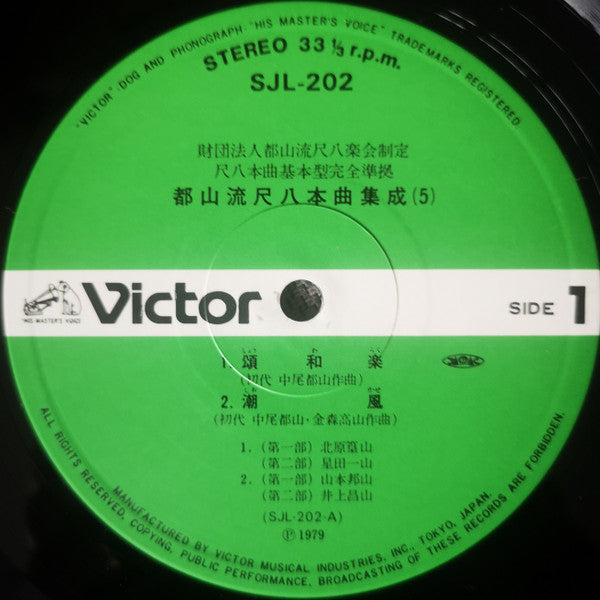 "VICTOR"-DOG AND PHONOGRAPH-"HIS MASTER'S VOICE" TRADEMARKS REGISTERED
STEREO 33 1/3 r.p.m.
SJL-202
財団法人都山流尺八楽会制定
尺八本曲基本型完全準拠
都山流尺八本曲集成(5)
"HIS MASTER'S VOICE"
Victor
SIDE 1
1. 頌和楽
(初代 中尾都山作曲)
2. 潮風
(初代 中尾都山・金森高山作曲)
1. (第一部) 北原篁山
(第二部) 星田一山
2. (第一部) 山本邦山
(第二部) 井上昌山
(SJL-202-A)
Ⓟ 1979
ALL RIGHTS RESERVED, COPYING, PUBLIC PERFORMANCE, BROADCASTING OF THESE RECORDS ARE FORBIDDEN.
MANUFACTURED BY VICTOR MUSICAL INDUSTRIES, INC., TOKYO, JAPAN.